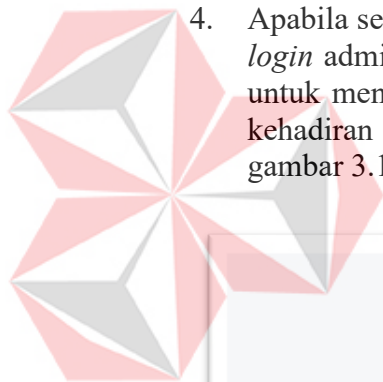 4. Apabila se
login admi
untuk men
kehadiran
gambar 3.1